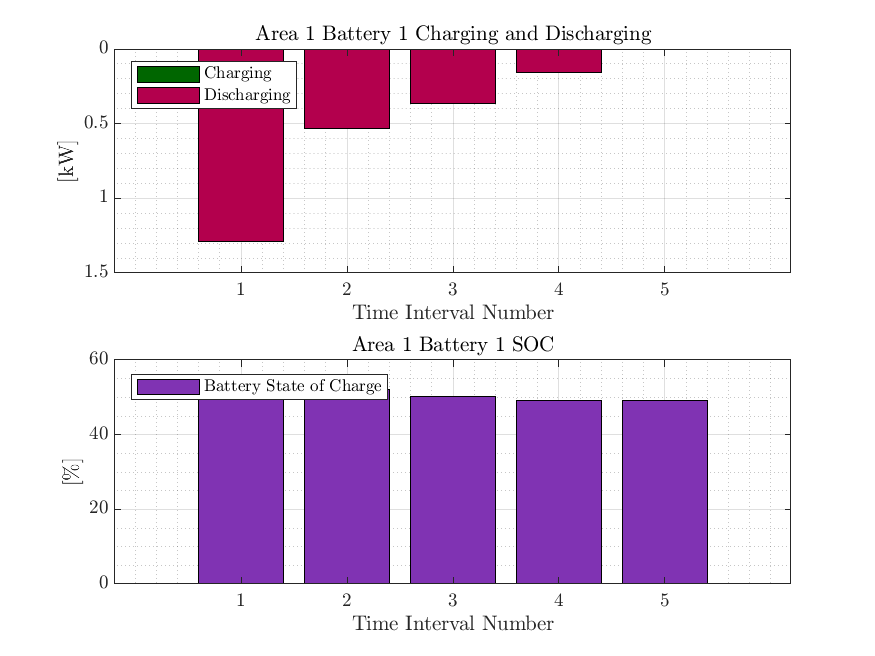 Area 1 Battery 1 Charging and Discharging
0
0.5
1
1.5
[kW]
Charging
Discharging
1 2 3 4 5
Time Interval Number
Area 1 Battery 1 SOC
60
40
20
0
[%]
Battery State of Charge
1 2 3 4 5
Time Interval Number